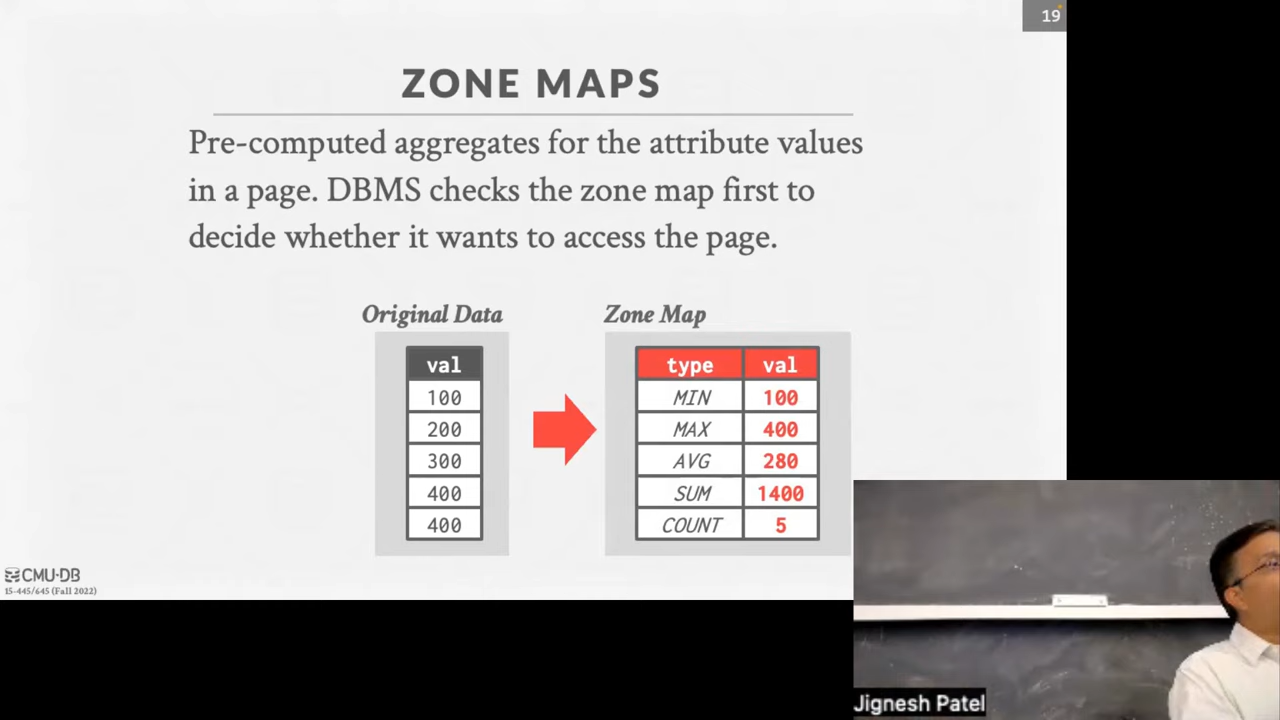 19
ZONE MAPS
Pre-computed aggregates for the attribute values
in a page. DBMS checks the zone map first to
decide whether it wants to access the page.
Original Data
val
100
200
300
400
400
Zone Map
type val
MIN 100
MAX 400
AVG 280
SUM 1400
COUNT 5
CMU·DB
15-445/645 (Fall 2022)
Jignesh Patel